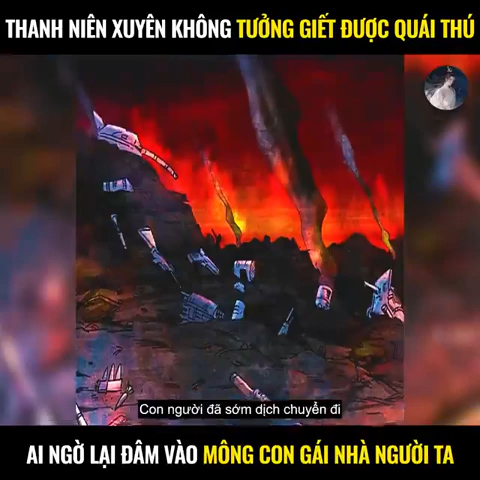 THANH NIÊN XUYÊN KHÔNG TƯỞNG GIẾT ĐƯỢC QUÁI THÚ
Con người đã sớm dịch chuyển đi
AI NGỜ LẠI ĐÂM VÀO MÔNG CON GÁI NHÀ NGƯỜI TA